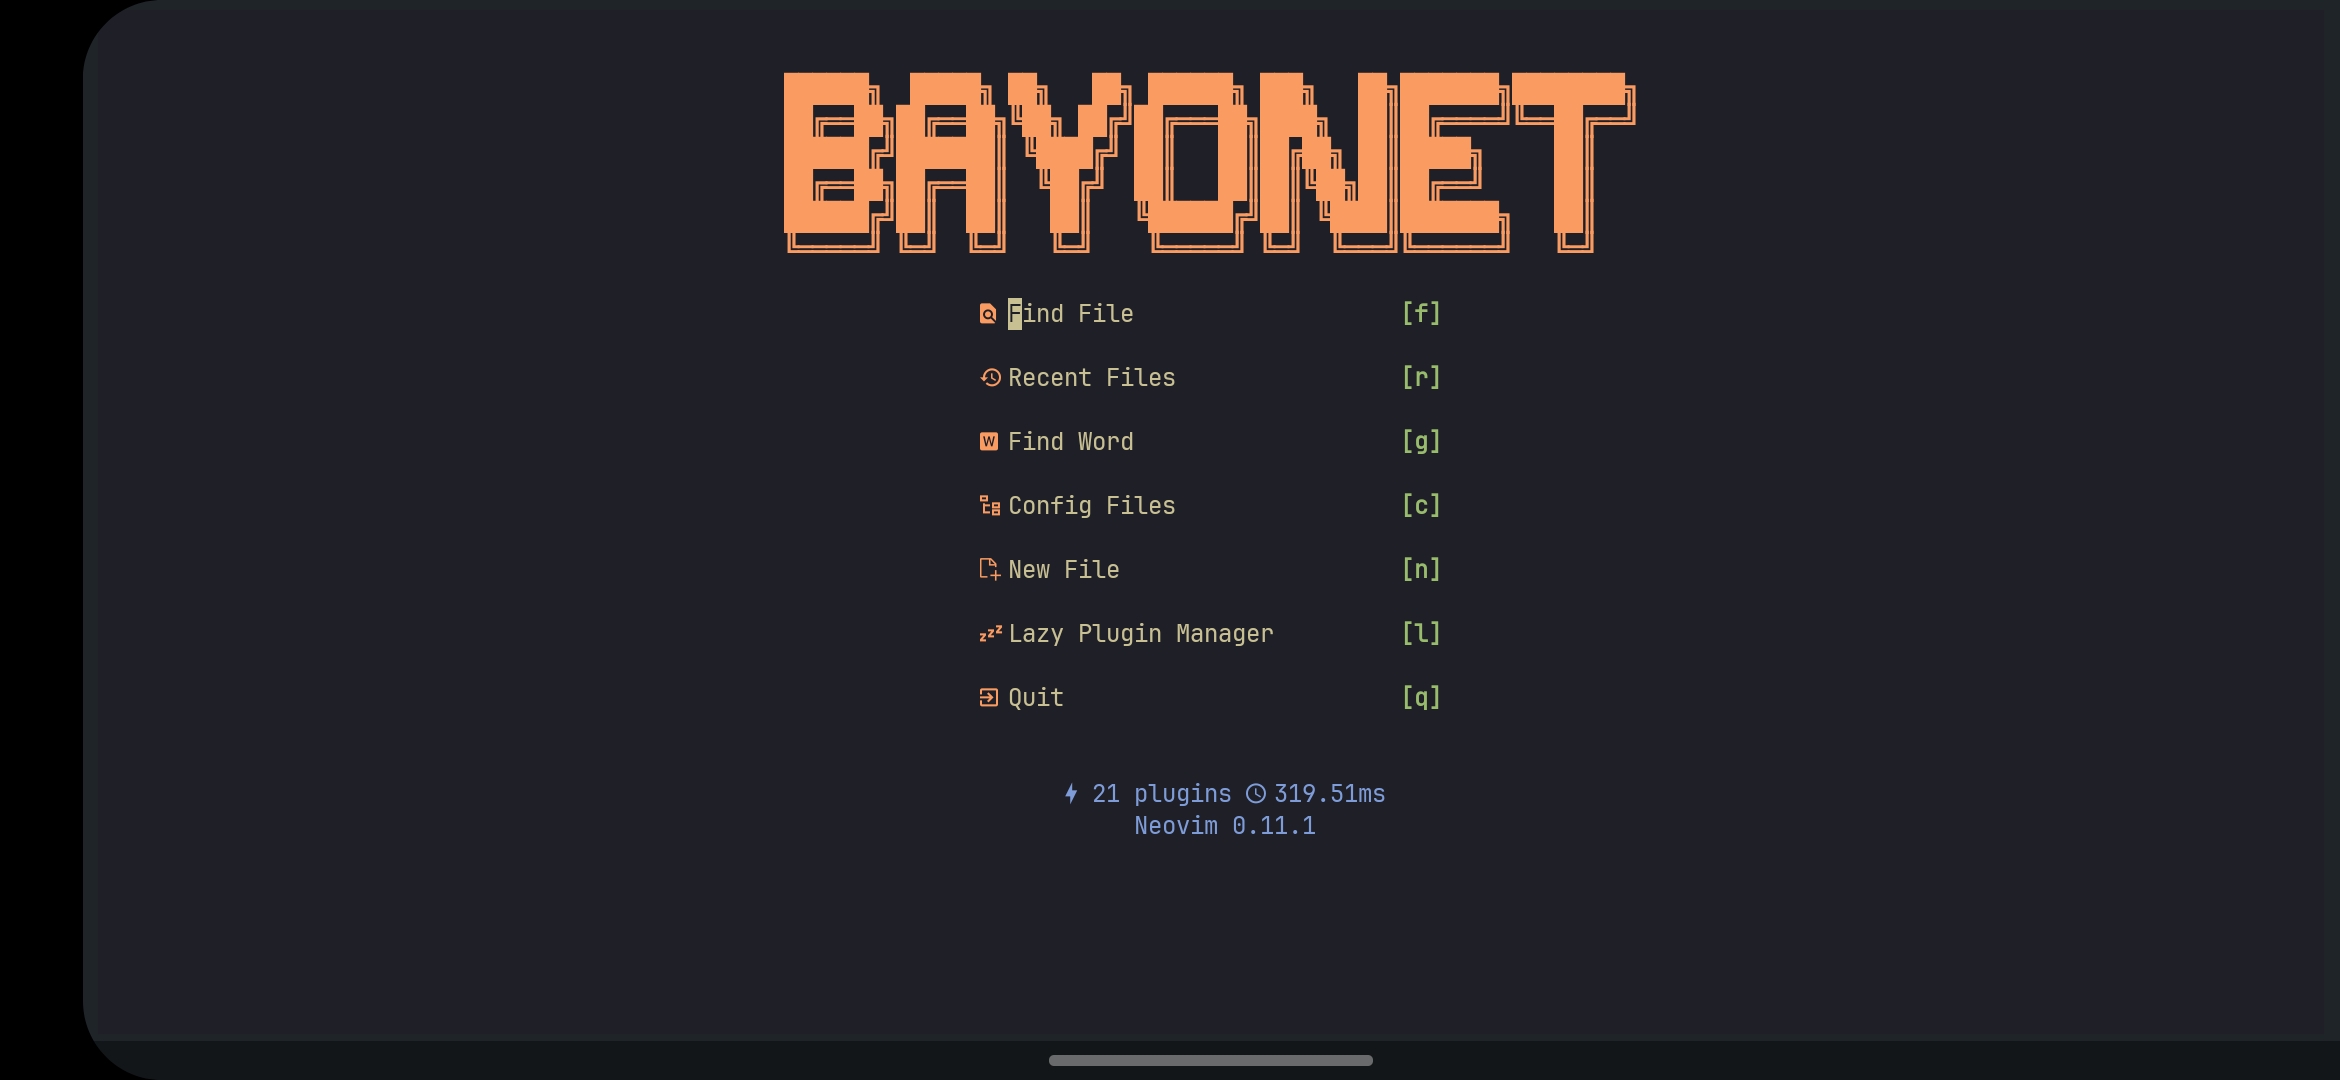 BAYONET
Find File [f]
Recent Files [r]
Find Word [g]
Config Files [c]
New File [n]
Lazy Plugin Manager [l]
Quit [q]
21 plugins 319.51ms
Neovim 0.11.1